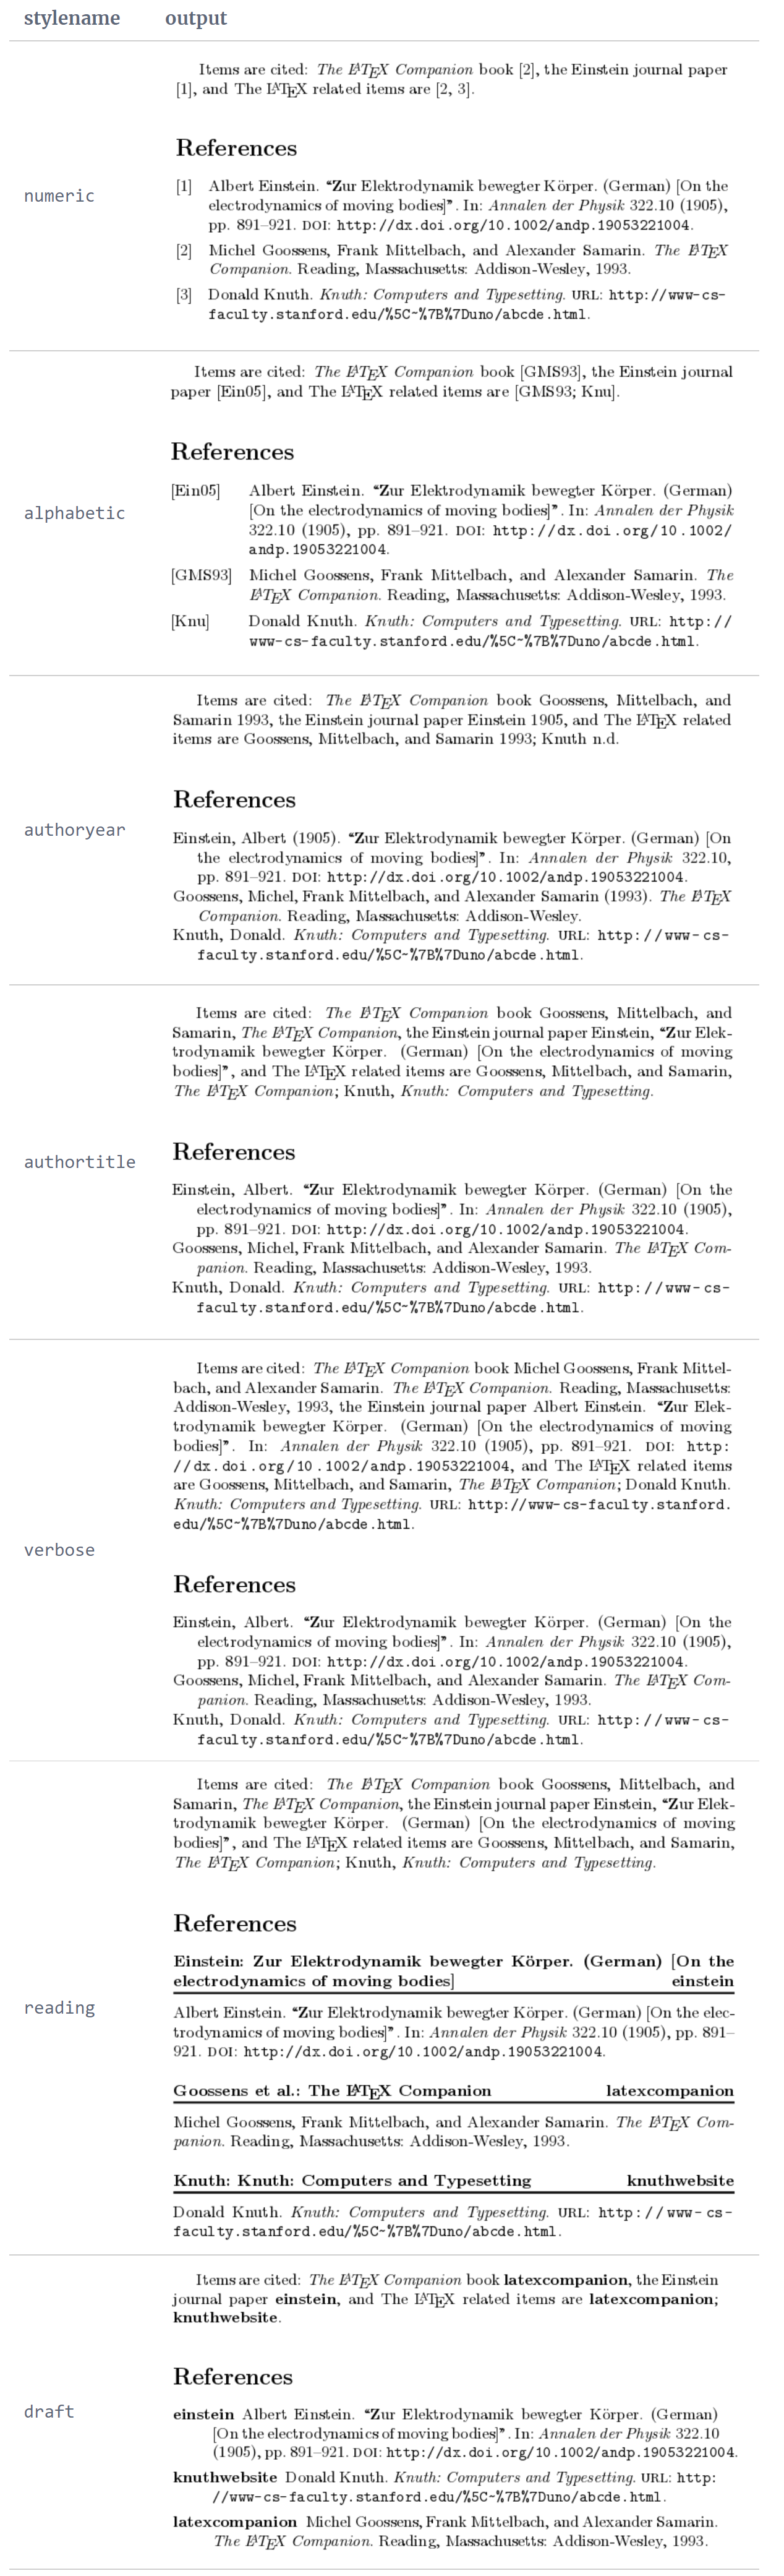 stylename output
Items are cited: The LATEX Companion book [2], the Einstein journal paper
[1], and The LATEX related items are [2, 3].
References
numeric
[1] Albert Einstein. “Zur Elektrodynamik bewegter Körper. (German) [On the
electrodynamics of moving bodies]”. In: Annalen der Physik 322.10 (1905),
pp. 891–921. DOI: http://dx.doi.org/10.1002/andp.19053221004.
[2] Michel Goossens, Frank Mittelbach, and Alexander Samarin. The LATEX
Companion. Reading, Massachusetts: Addison-Wesley, 1993.
[3] Donald Knuth. Knuth: Computers and Typesetting. URL: http://www-cs-
faculty.stanford.edu/%5C~%7B%7Duno/abcde.html.
Items are cited: The LATEX Companion book [GMS93], the Einstein journal
paper [Ein05], and The LATEX related items are [GMS93; Knu].
References
alphabetic
[Ein05] Albert Einstein. “Zur Elektrodynamik bewegter Körper. (German)
[On the electrodynamics of moving bodies]”. In: Annalen der Physik
322.10 (1905), pp. 891–921. DOI: http://dx.doi.org/10.1002/
andp.19053221004.
[GMS93] Michel Goossens, Frank Mittelbach, and Alexander Samarin. The
LATEX Companion. Reading, Massachusetts: Addison-Wesley, 1993.
[Knu] Donald Knuth. Knuth: Computers and Typesetting. URL: http://
www-cs-faculty.stanford.edu/%5C~%7B%7Duno/abcde.html.
Items are cited: The LATEX Companion book Goossens, Mittelbach, and
Samarin 1993, the Einstein journal paper Einstein 1905, and The LATEX related
items are Goossens, Mittelbach, and Samarin 1993; Knuth n.d.
References
authoryear
Einstein, Albert (1905). “Zur Elektrodynamik bewegter Körper. (German) [On
the electrodynamics of moving bodies]”. In: Annalen der Physik 322.10,
pp. 891–921. DOI: http://dx.doi.org/10.1002/andp.19053221004.
Goossens, Michel, Frank Mittelbach, and Alexander Samarin (1993). The LATEX
Companion. Reading, Massachusetts: Addison-Wesley.
Knuth, Donald. Knuth: Computers and Typesetting. URL: http://www-cs-
faculty.stanford.edu/%5C~%7B%7Duno/abcde.html.
Items are cited: The LATEX Companion book Goossens, Mittelbach, and
Samarin, The LATEX Companion, the Einstein journal paper Einstein, “Zur Elek-
trodynamik bewegter Körper. (German) [On the electrodynamics of moving
bodies]”, and The LATEX related items are Goossens, Mittelbach, and Samarin,
The LATEX Companion; Knuth, Knuth: Computers and Typesetting.
References
authortitle
Einstein, Albert. “Zur Elektrodynamik bewegter Körper. (German) [On the
electrodynamics of moving bodies]”. In: Annalen der Physik 322.10 (1905),
pp. 891–921. DOI: http://dx.doi.org/10.1002/andp.19053221004.
Goossens, Michel, Frank Mittelbach, and Alexander Samarin. The LATEX Com-
panion. Reading, Massachusetts: Addison-Wesley, 1993.
Knuth, Donald. Knuth: Computers and Typesetting. URL: http://www-cs-
faculty.stanford.edu/%5C~%7B%7Duno/abcde.html.
Items are cited: The LATEX Companion book Michel Goossens, Frank Mittel-
bach, and Alexander Samarin. The LATEX Companion. Reading, Massachusetts:
Addison-Wesley, 1993, the Einstein journal paper Albert Einstein. “Zur Elek-
trodynamik bewegter Körper. (German) [On the electrodynamics of moving
bodies]”. In: Annalen der Physik 322.10 (1905), pp. 891–921. DOI: http:
//dx.doi.org/10.1002/andp.19053221004, and The LATEX related items
are Goossens, Mittelbach, and Samarin, The LATEX Companion; Donald Knuth.
Knuth: Computers and Typesetting. URL: http://www-cs-faculty.stanford.
edu/%5C~%7B%7Duno/abcde.html.
verbose
References
Einstein, Albert. “Zur Elektrodynamik bewegter Körper. (German) [On the
electrodynamics of moving bodies]”. In: Annalen der Physik 322.10 (1905),
pp. 891–921. DOI: http://dx.doi.org/10.1002/andp.19053221004.
Goossens, Michel, Frank Mittelbach, and Alexander Samarin. The LATEX Com-
panion. Reading, Massachusetts: Addison-Wesley, 1993.
Knuth, Donald. Knuth: Computers and Typesetting. URL: http://www-cs-
faculty.stanford.edu/%5C~%7B%7Duno/abcde.html.
Items are cited: The LATEX Companion book Goossens, Mittelbach, and
Samarin, The LATEX Companion, the Einstein journal paper Einstein, “Zur Elek-
trodynamik bewegter Körper. (German) [On the electrodynamics of moving
bodies]”, and The LATEX related items are Goossens, Mittelbach, and Samarin,
The LATEX Companion; Knuth, Knuth: Computers and Typesetting.
References
Einstein: Zur Elektrodynamik bewegter Körper. (German) [On the
electrodynamics of moving bodies] einstein
reading
Albert Einstein. “Zur Elektrodynamik bewegter Körper. (German) [On the elec-
trodynamics of moving bodies]”. In: Annalen der Physik 322.10 (1905), pp. 891–
921. DOI: http://dx.doi.org/10.1002/andp.19053221004.
Goossens et al.: The LATEX Companion latexcompanion
Michel Goossens, Frank Mittelbach, and Alexander Samarin. The LATEX Com-
panion. Reading, Massachusetts: Addison-Wesley, 1993.
Knuth: Knuth: Computers and Typesetting knuthwebsite
Donald Knuth. Knuth: Computers and Typesetting. URL: http://www-cs-
faculty.stanford.edu/%5C~%7B%7Duno/abcde.html.
Items are cited: The LATEX Companion book latexcompanion, the Einstein
journal paper einstein, and The LATEX related items are latexcompanion;
knuthwebsite.
References
draft
einstein Albert Einstein. “Zur Elektrodynamik bewegter Körper. (German)
[On the electrodynamics of moving bodies]”. In: Annalen der Physik 322.10
(1905), pp. 891–921. DOI: http://dx.doi.org/10.1002/andp.19053221004.
knuthwebsite Donald Knuth. Knuth: Computers and Typesetting. URL: http:
//www-cs-faculty.stanford.edu/%5C~%7B%7Duno/abcde.html.
latexcompanion Michel Goossens, Frank Mittelbach, and Alexander Samarin.
The LATEX Companion. Reading, Massachusetts: Addison-Wesley, 1993.